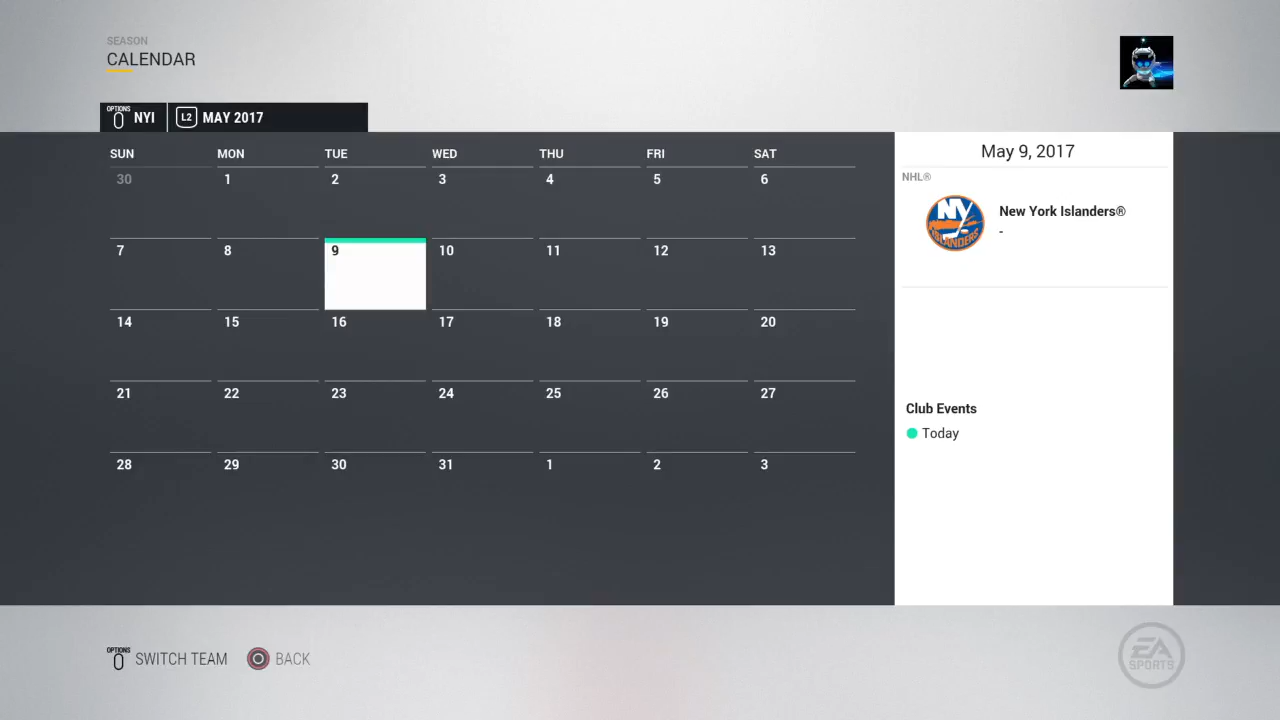 SEASON
CALENDAR
OPTIONS NYI L2 MAY 2017
SUN MON TUE WED THU FRI SAT
30 1 2 3 4 5 6
7 8 9 10 11 12 13
14 15 16 17 18 19 20
21 22 23 24 25 26 27
28 29 30 31 1 2 3
May 9, 2017
NHL®
NY
ISLANDERS
New York Islanders®
-
Club Events
Today
OPTIONS SWITCH TEAM BACK
EA
SPORTS